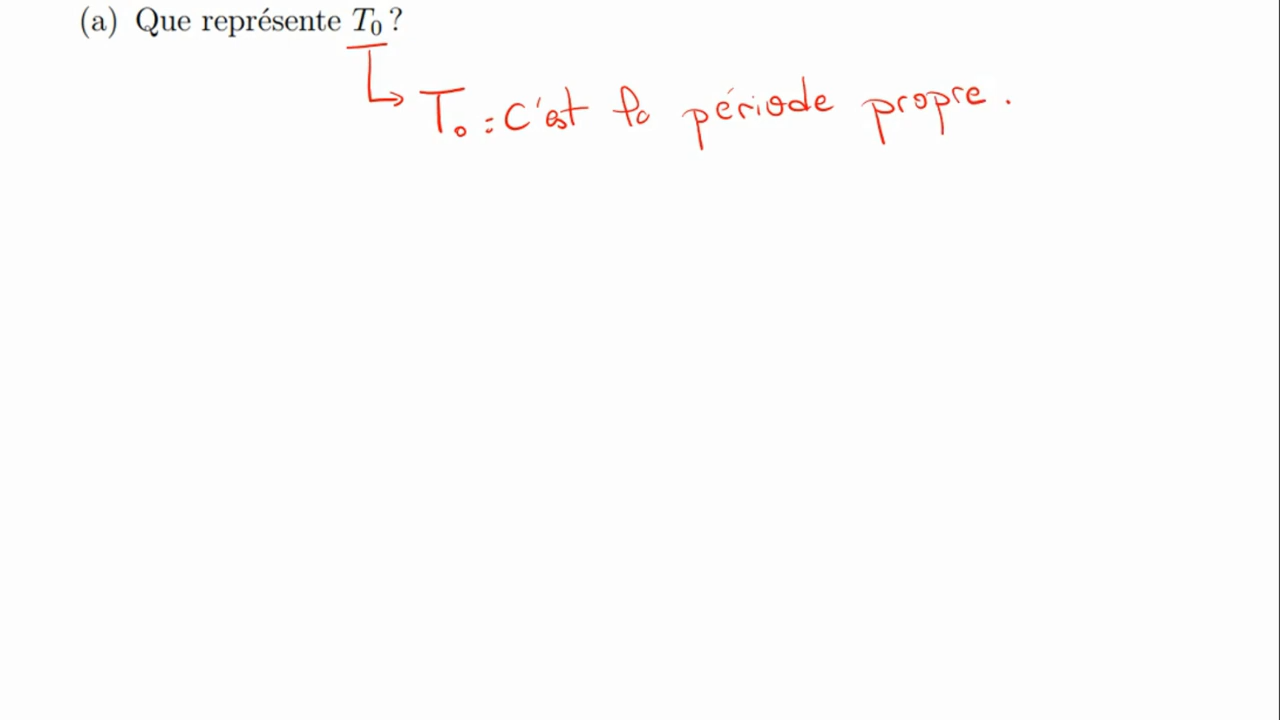 (a) Que représente T₀ ?
T₀ : c'est la période propre.